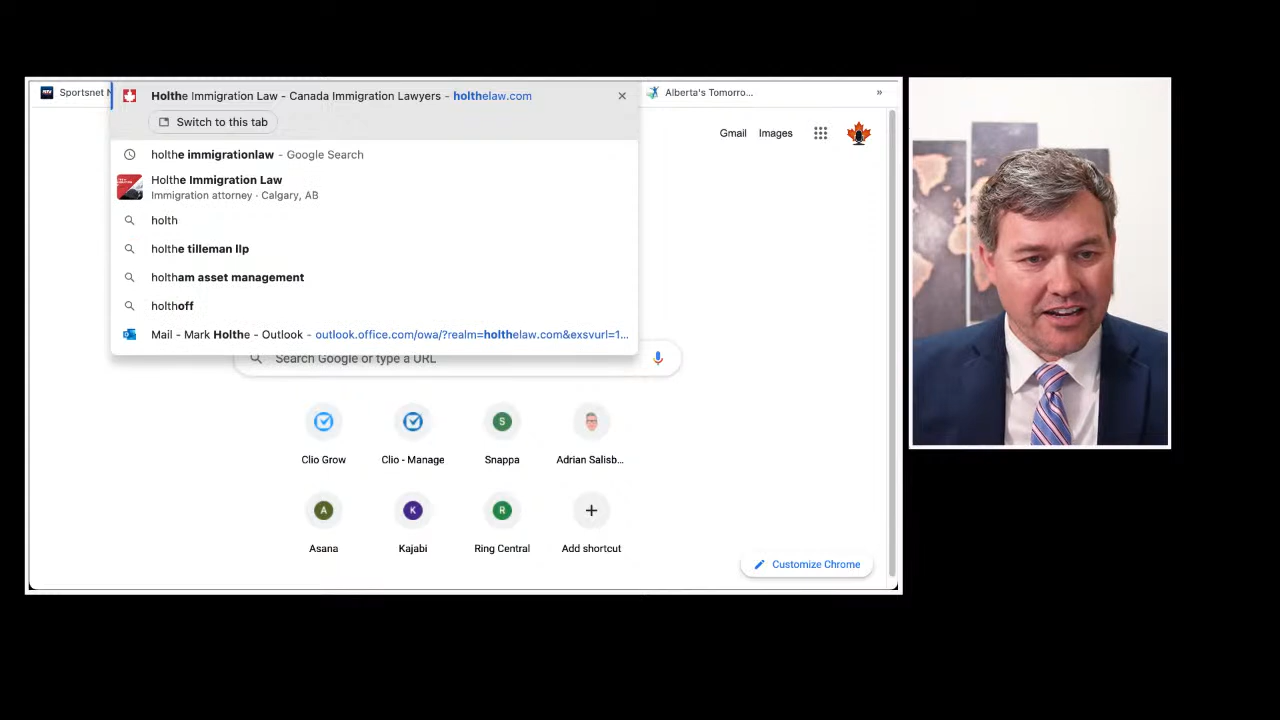 Sportsnet N
Holthe Immigration Law - Canada Immigration Lawyers - holthelaw.com
Alberta's Tomorro...
Switch to this tab
Gmail
Images
holthe immigrationlaw - Google Search
Holthe Immigration Law
Immigration attorney · Calgary, AB
holth
holthe tilleman llp
holtham asset management
holthoff
Mail - Mark Holthe - Outlook - outlook.office.com/owa/?realm=holthelaw.com&exsvurl=1...
Search Google or type a URL
S
Clio Grow
Clio - Manage
Snappa
Adrian Salisb...
A
K
R
Asana
Kajabi
Ring Central
Add shortcut
Customize Chrome